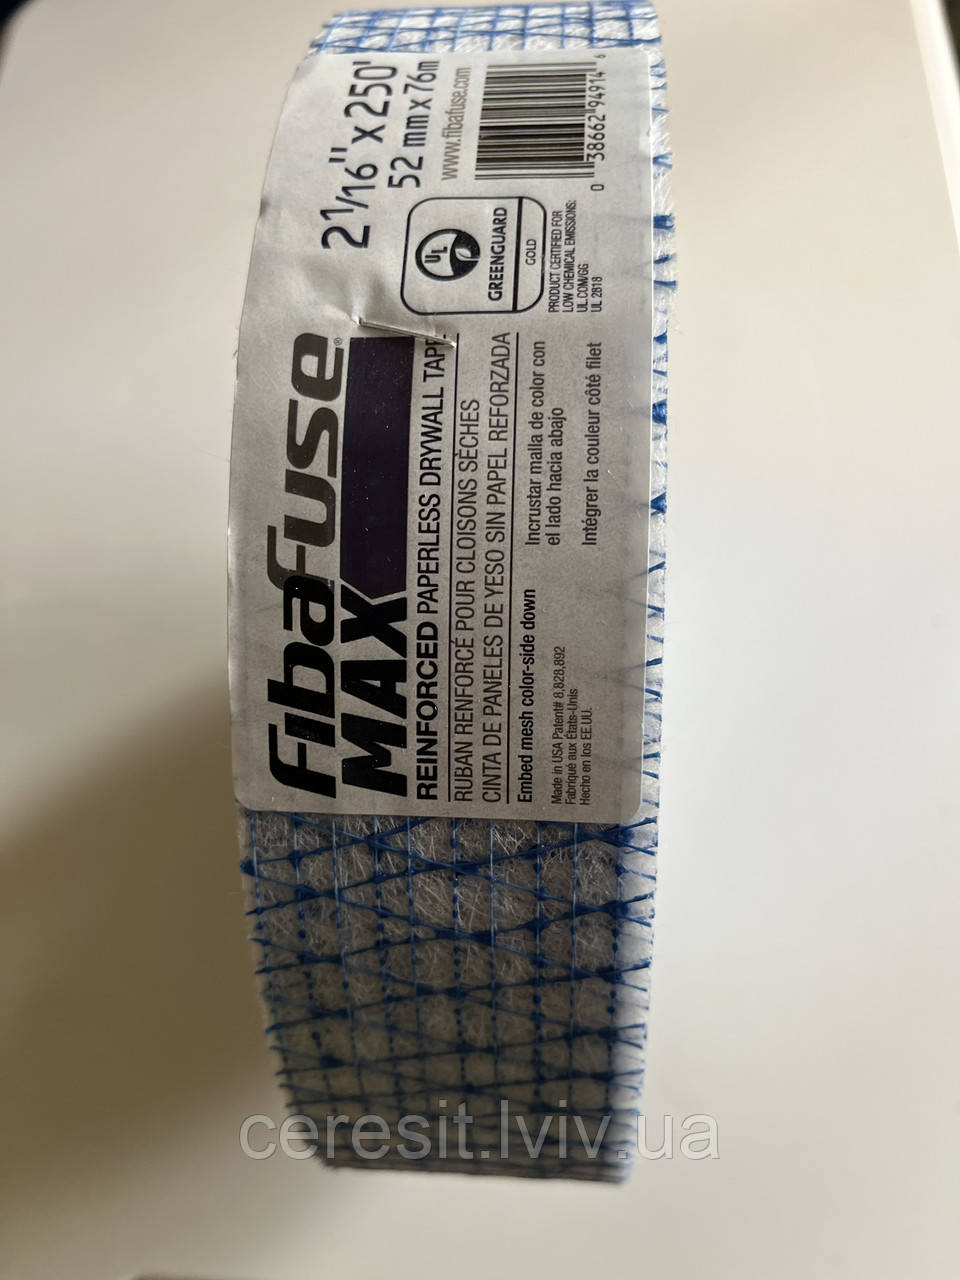 Fibafuse®
MAX
REINFORCED PAPERLESS DRYWALL TAPE
RUBAN RENFORCÉ POUR CLOISONS SÈCHES
CINTA DE PANELES DE YESO SIN PAPEL REFORZADA
Embed mesh color-side down
Incrustar malla de color con
el lado hacia abajo
Intégrer la couleur côté filet
Made in USA Patent# 8,828,892
Fabriqué aux États-Unis
Hecho en los EE.UU.
2 1/16" x 250'
52 mm x 76m
www.fibafuse.com
UL
GREENGUARD
GOLD
PRODUCT CERTIFIED FOR
LOW CHEMICAL EMISSIONS:
UL.COM/GG
UL 2818
0 38662 94914 6
ceresit.lviv.ua